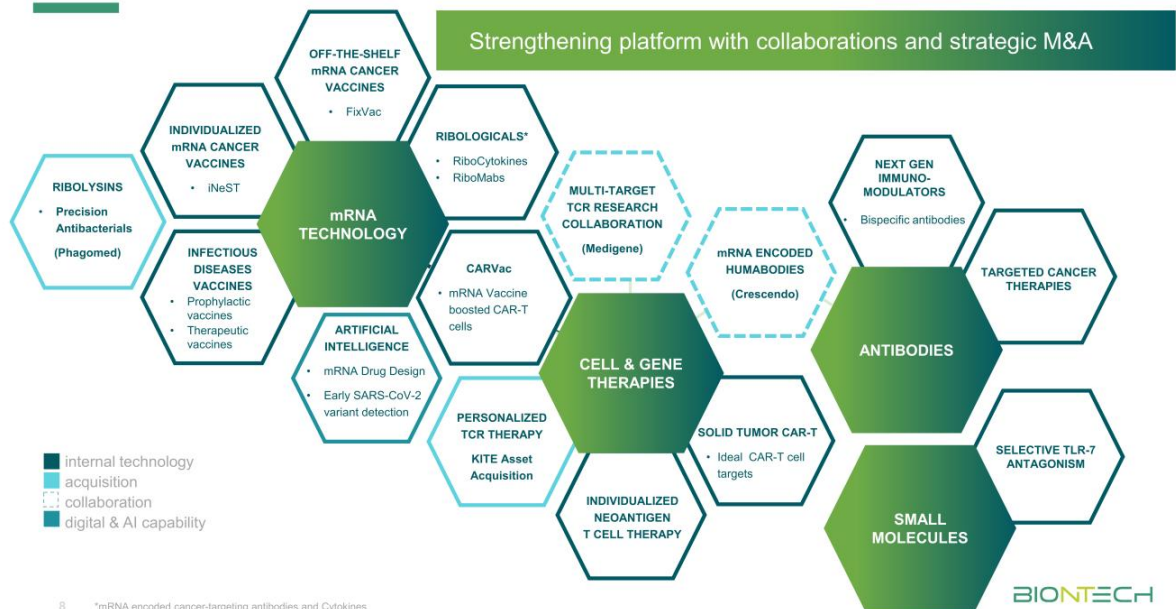 Strengthening platform with collaborations and strategic M&A
OFF-THE-SHELF
mRNA CANCER
VACCINES
• FixVac
INDIVIDUALIZED
mRNA CANCER
VACCINES
• iNeST
RIBOLOGICALS*
• RiboCytokines
• RiboMabs
RIBOLYSINS
• Precision
Antibacterials
(Phagomed)
mRNA
TECHNOLOGY
INFECTIOUS
DISEASES
VACCINES
• Prophylactic
vaccines
• Therapeutic
vaccines
CARVac
• mRNA Vaccine
boosted CAR-T
cells
ARTIFICIAL
INTELLIGENCE
• mRNA Drug Design
• Early SARS-CoV-2
variant detection
MULTI-TARGET
TCR RESEARCH
COLLABORATION
(Medigene)
mRNA ENCODED
HUMABODIES
(Crescendo)
CELL & GENE
THERAPIES
PERSONALIZED
TCR THERAPY
KITE Asset
Acquisition
SOLID TUMOR CAR-T
• Ideal CAR-T cell
targets
INDIVIDUALIZED
NEOANTIGEN
T CELL THERAPY
NEXT GEN
IMMUNO-
MODULATORS
• Bispecific antibodies
TARGETED CANCER
THERAPIES
ANTIBODIES
SELECTIVE TLR-7
ANTAGONISM
SMALL
MOLECULES
internal technology
acquisition
collaboration
digital & AI capability
8
*mRNA encoded cancer-targeting antibodies and Cytokines
BIONTECH